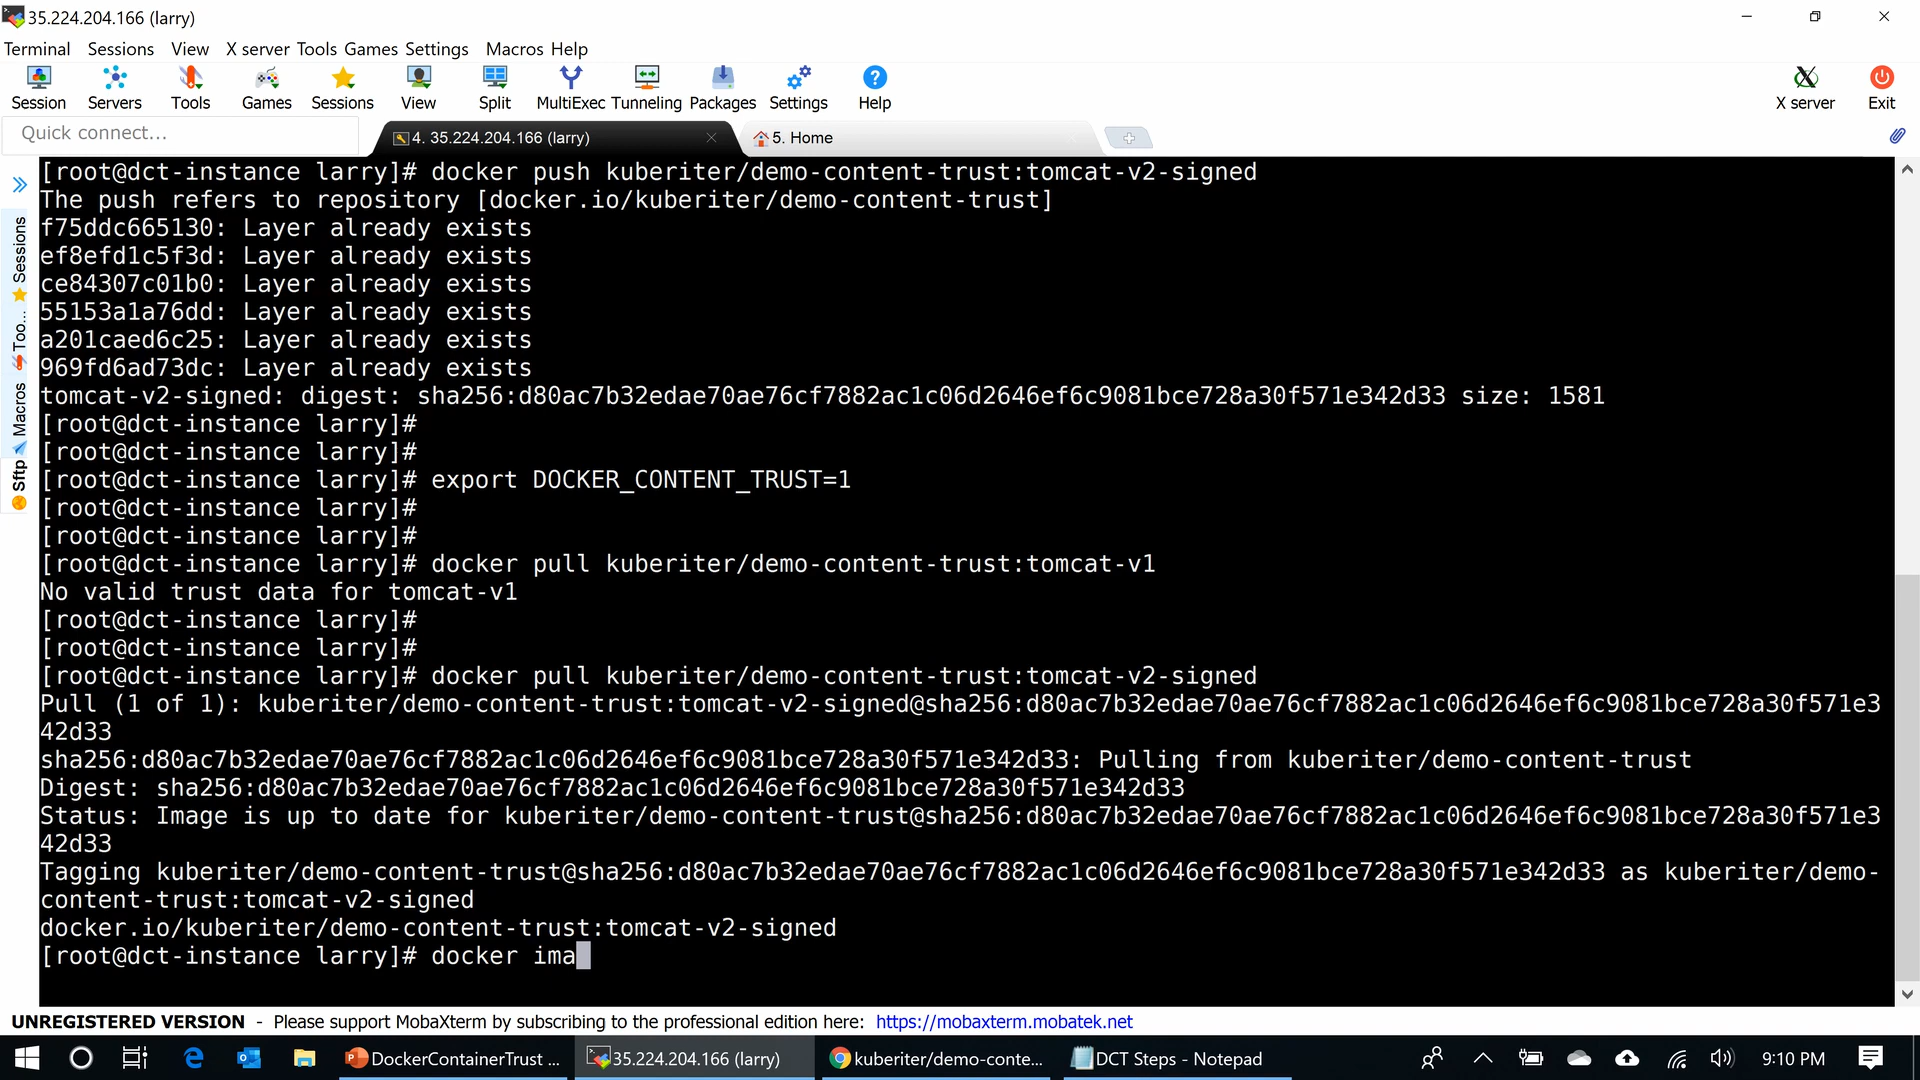 35.224.204.166 (larry)
Terminal Sessions View X server Tools Games Settings Macros Help
Session Servers Tools Games Sessions View Split MultiExec Tunneling Packages Settings Help X server Exit
Quick connect...
4. 35.224.204.166 (larry)
5. Home
Sessions
Too...
Macros
Sftp
[root@dct-instance larry]# docker push kuberiter/demo-content-trust:tomcat-v2-signed
The push refers to repository [docker.io/kuberiter/demo-content-trust]
f75ddc665130: Layer already exists
ef8efd1c5f3d: Layer already exists
ce84307c01b0: Layer already exists
55153a1a76dd: Layer already exists
a201caed6c25: Layer already exists
969fd6ad73dc: Layer already exists
tomcat-v2-signed: digest: sha256:d80ac7b32edae70ae76cf7882ac1c06d2646ef6c9081bce728a30f571e342d33 size: 1581
[root@dct-instance larry]#
[root@dct-instance larry]#
[root@dct-instance larry]# export DOCKER_CONTENT_TRUST=1
[root@dct-instance larry]#
[root@dct-instance larry]#
[root@dct-instance larry]# docker pull kuberiter/demo-content-trust:tomcat-v1
No valid trust data for tomcat-v1
[root@dct-instance larry]#
[root@dct-instance larry]#
[root@dct-instance larry]# docker pull kuberiter/demo-content-trust:tomcat-v2-signed
Pull (1 of 1): kuberiter/demo-content-trust:tomcat-v2-signed@sha256:d80ac7b32edae70ae76cf7882ac1c06d2646ef6c9081bce728a30f571e3
42d33
sha256:d80ac7b32edae70ae76cf7882ac1c06d2646ef6c9081bce728a30f571e342d33: Pulling from kuberiter/demo-content-trust
Digest: sha256:d80ac7b32edae70ae76cf7882ac1c06d2646ef6c9081bce728a30f571e342d33
Status: Image is up to date for kuberiter/demo-content-trust@sha256:d80ac7b32edae70ae76cf7882ac1c06d2646ef6c9081bce728a30f571e3
42d33
Tagging kuberiter/demo-content-trust@sha256:d80ac7b32edae70ae76cf7882ac1c06d2646ef6c9081bce728a30f571e342d33 as kuberiter/demo-
content-trust:tomcat-v2-signed
docker.io/kuberiter/demo-content-trust:tomcat-v2-signed
[root@dct-instance larry]# docker ima
UNREGISTERED VERSION - Please support MobaXterm by subscribing to the professional edition here: https://mobaxterm.mobatek.net
DockerContainerTrust ... 35.224.204.166 (larry) kuberiter/demo-conte... DCT Steps - Notepad 9:10 PM